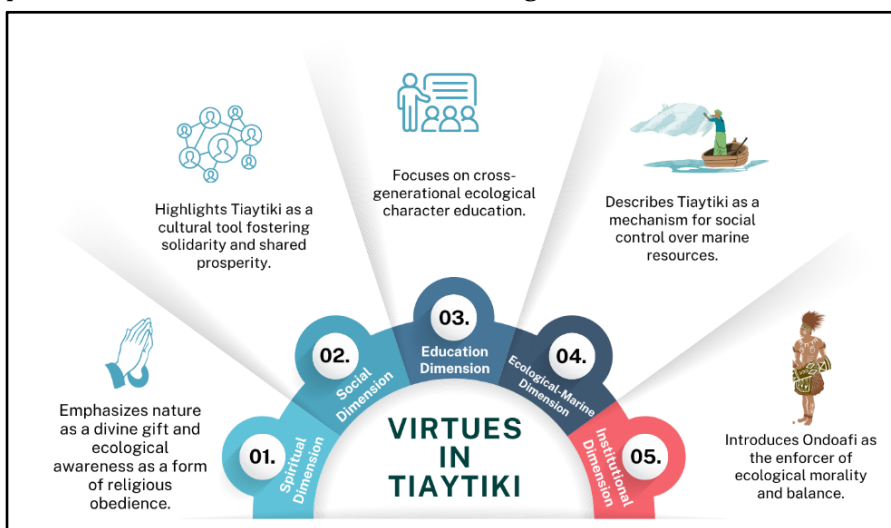 Emphasizes nature
as a divine gift and
ecological
awareness as a form
of religious
obedience.
01.
Spiritual Dimension
Highlights Tiaytiki as a
cultural tool fostering
solidarity and shared
prosperity.
02.
Social
Dimension
Focuses on cross-
generational ecological
character education.
03.
Education
Dimension
Describes Tiaytiki as a
mechanism for social
control over marine
resources.
04.
Ecological-Marine
Dimension
Introduces Ondoafi as
the enforcer of
ecological morality
and balance.
05.
Institutional
Dimension
VIRTUES
IN
TIAYTIKI